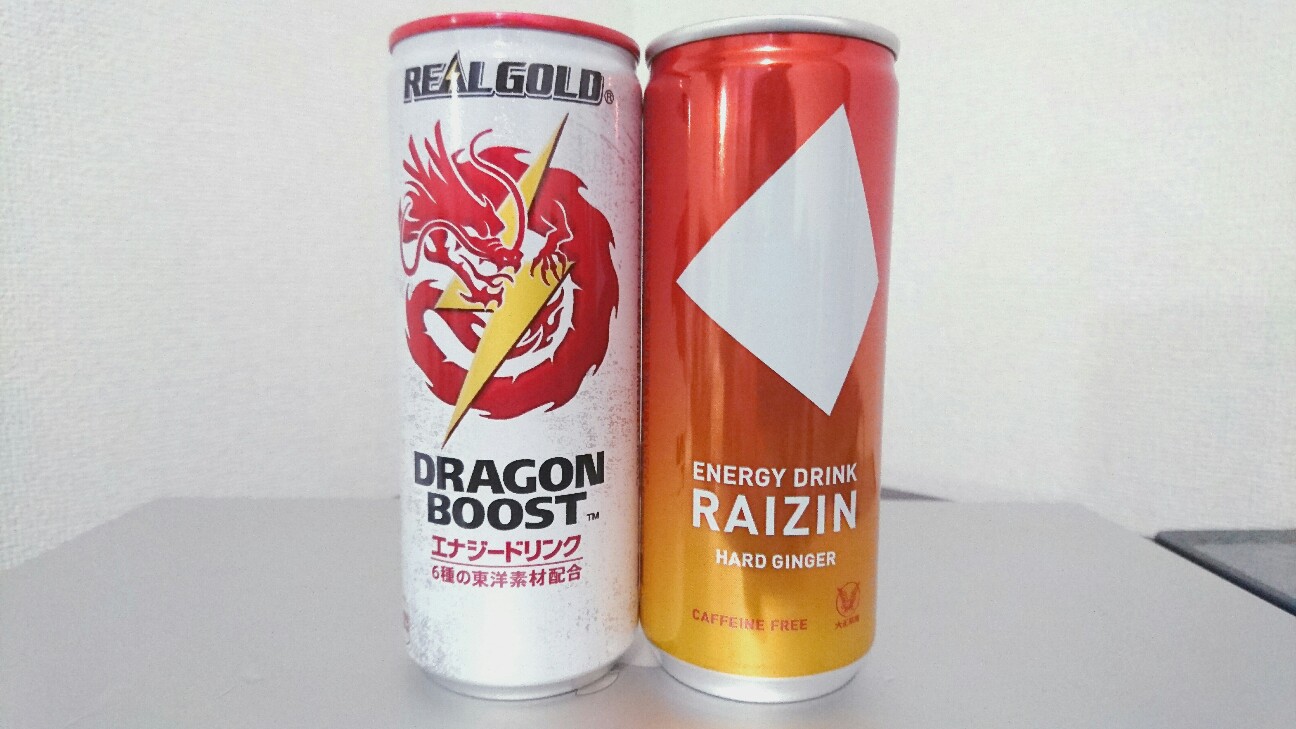 REALGOLD®
DRAGON
BOOST™
エナジードリンク
6種の東洋素材配合
ENERGY DRINK
RAIZIN
HARD GINGER
CAFFEINE FREE